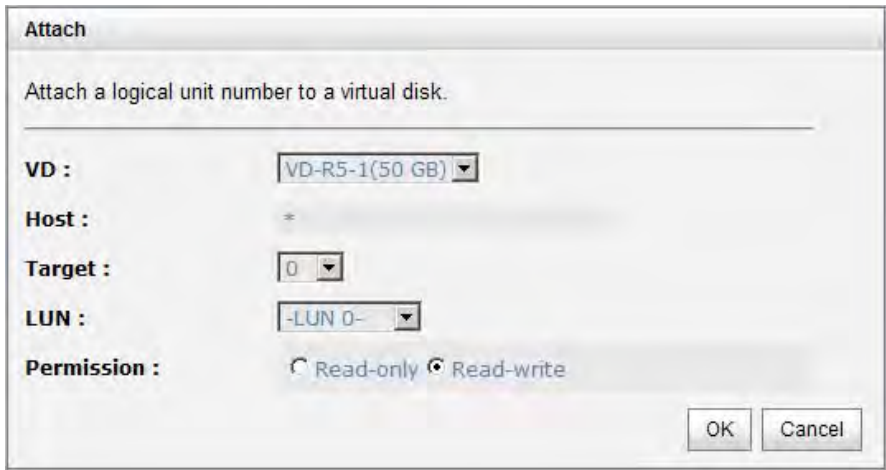 Attach
Attach a logical unit number to a virtual disk.
VD : VD-R5-1(50 GB)
Host : *
Target : 0
LUN : -LUN 0-
Permission : Read-only Read-write
OK Cancel